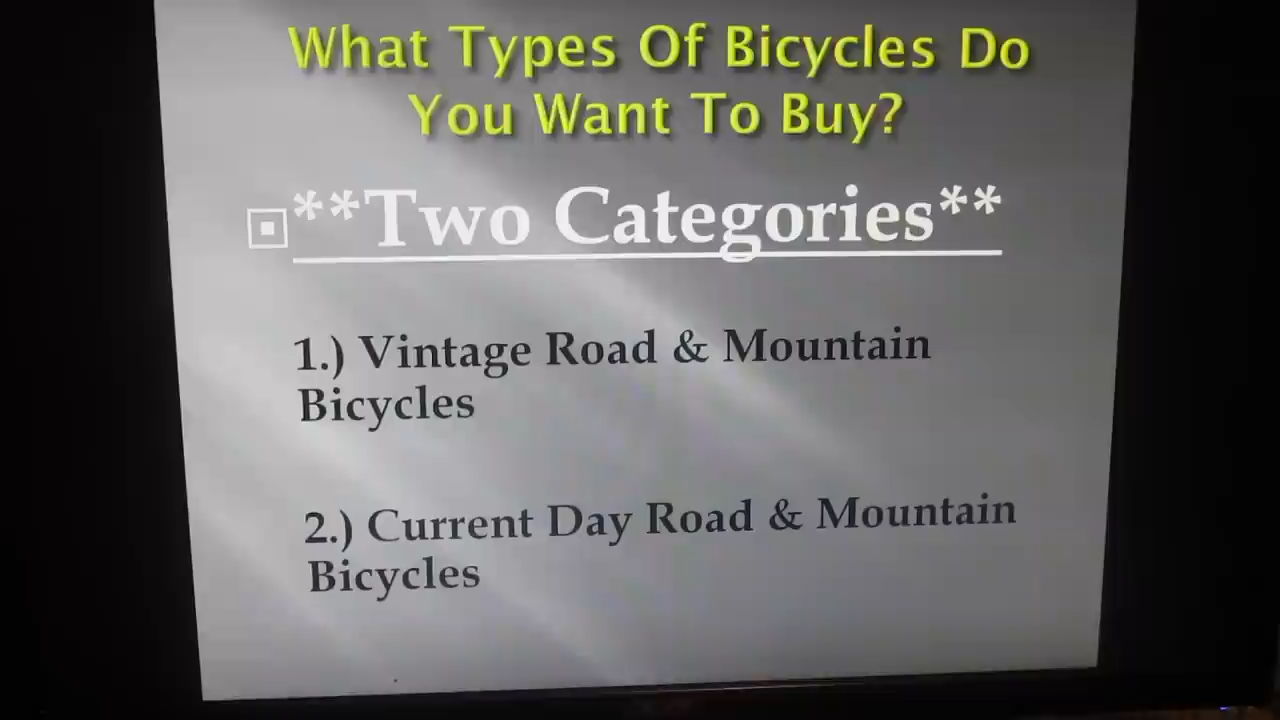 What Types Of Bicycles Do
You Want To Buy?
**Two Categories**
1.) Vintage Road & Mountain
Bicycles
2.) Current Day Road & Mountain
Bicycles